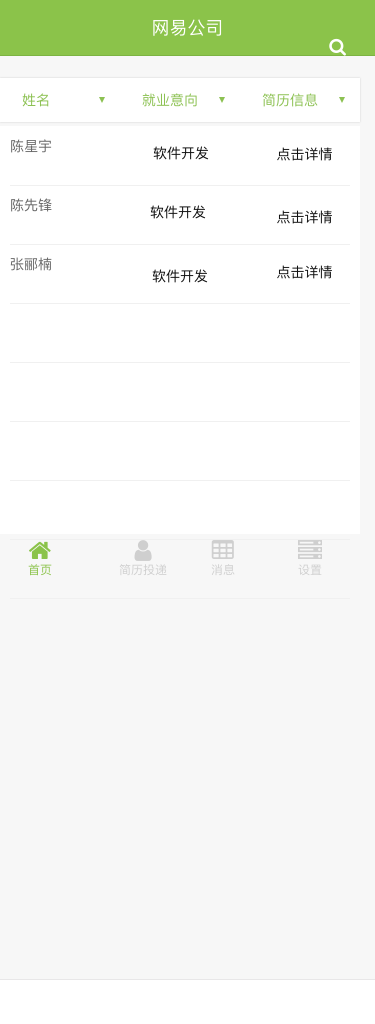 网易公司
姓名 ▼ 就业意向 ▼ 简历信息 ▼
陈星宇 软件开发 点击详情
陈先锋 软件开发 点击详情
张郦楠 软件开发 点击详情
首页 简历投递 消息 设置